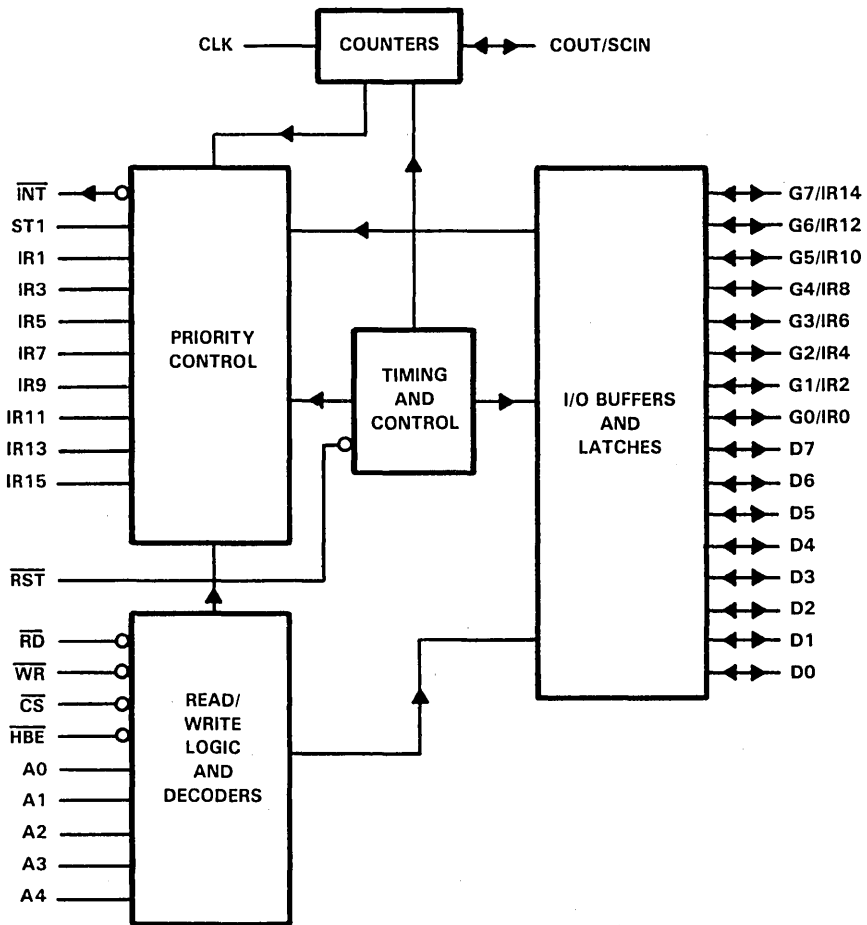 CLK
COUNTERS
COUT/SCIN
INT
ST1
IR1
IR3
IR5
IR7
IR9
IR11
IR13
IR15
PRIORITY
CONTROL
TIMING
AND
CONTROL
I/O BUFFERS
AND
LATCHES
G7/IR14
G6/IR12
G5/IR10
G4/IR8
G3/IR6
G2/IR4
G1/IR2
G0/IR0
D7
D6
D5
D4
D3
D2
D1
D0
RST
RD
WR
CS
HBE
A0
A1
A2
A3
A4
READ/
WRITE
LOGIC
AND
DECODERS